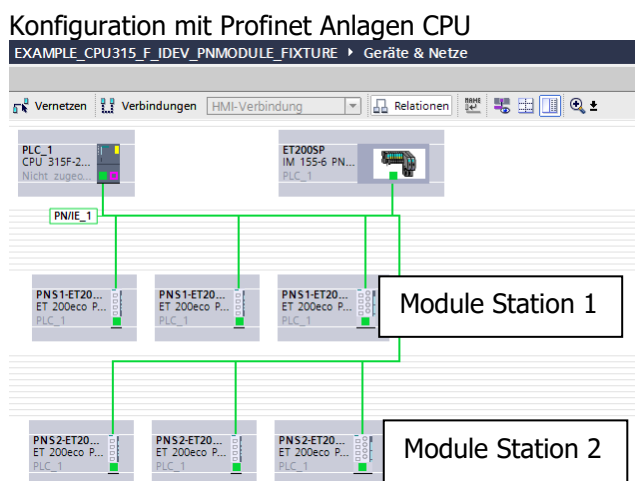 Konfiguration mit Profinet Anlagen CPU
EXAMPLE_CPU315_F_IDEV_PNMODULE_FIXTURE ▸ Geräte & Netze
Vernetzen Verbindungen HMI-Verbindung Relationen
PLC_1
CPU 315F-2...
Nicht zugeo...
ET200SP
IM 155-6 PN...
PLC_1
PN/IE_1
PNS1-ET20...
ET 200eco P...
PLC_1
PNS1-ET20...
ET 200eco P...
PLC_1
PNS1-ET20...
ET 200eco P...
PLC_1
Module Station 1
PNS2-ET20...
ET 200eco P...
PLC_1
PNS2-ET20...
ET 200eco P...
PLC_1
PNS2-ET20...
ET 200eco P...
PLC_1
Module Station 2